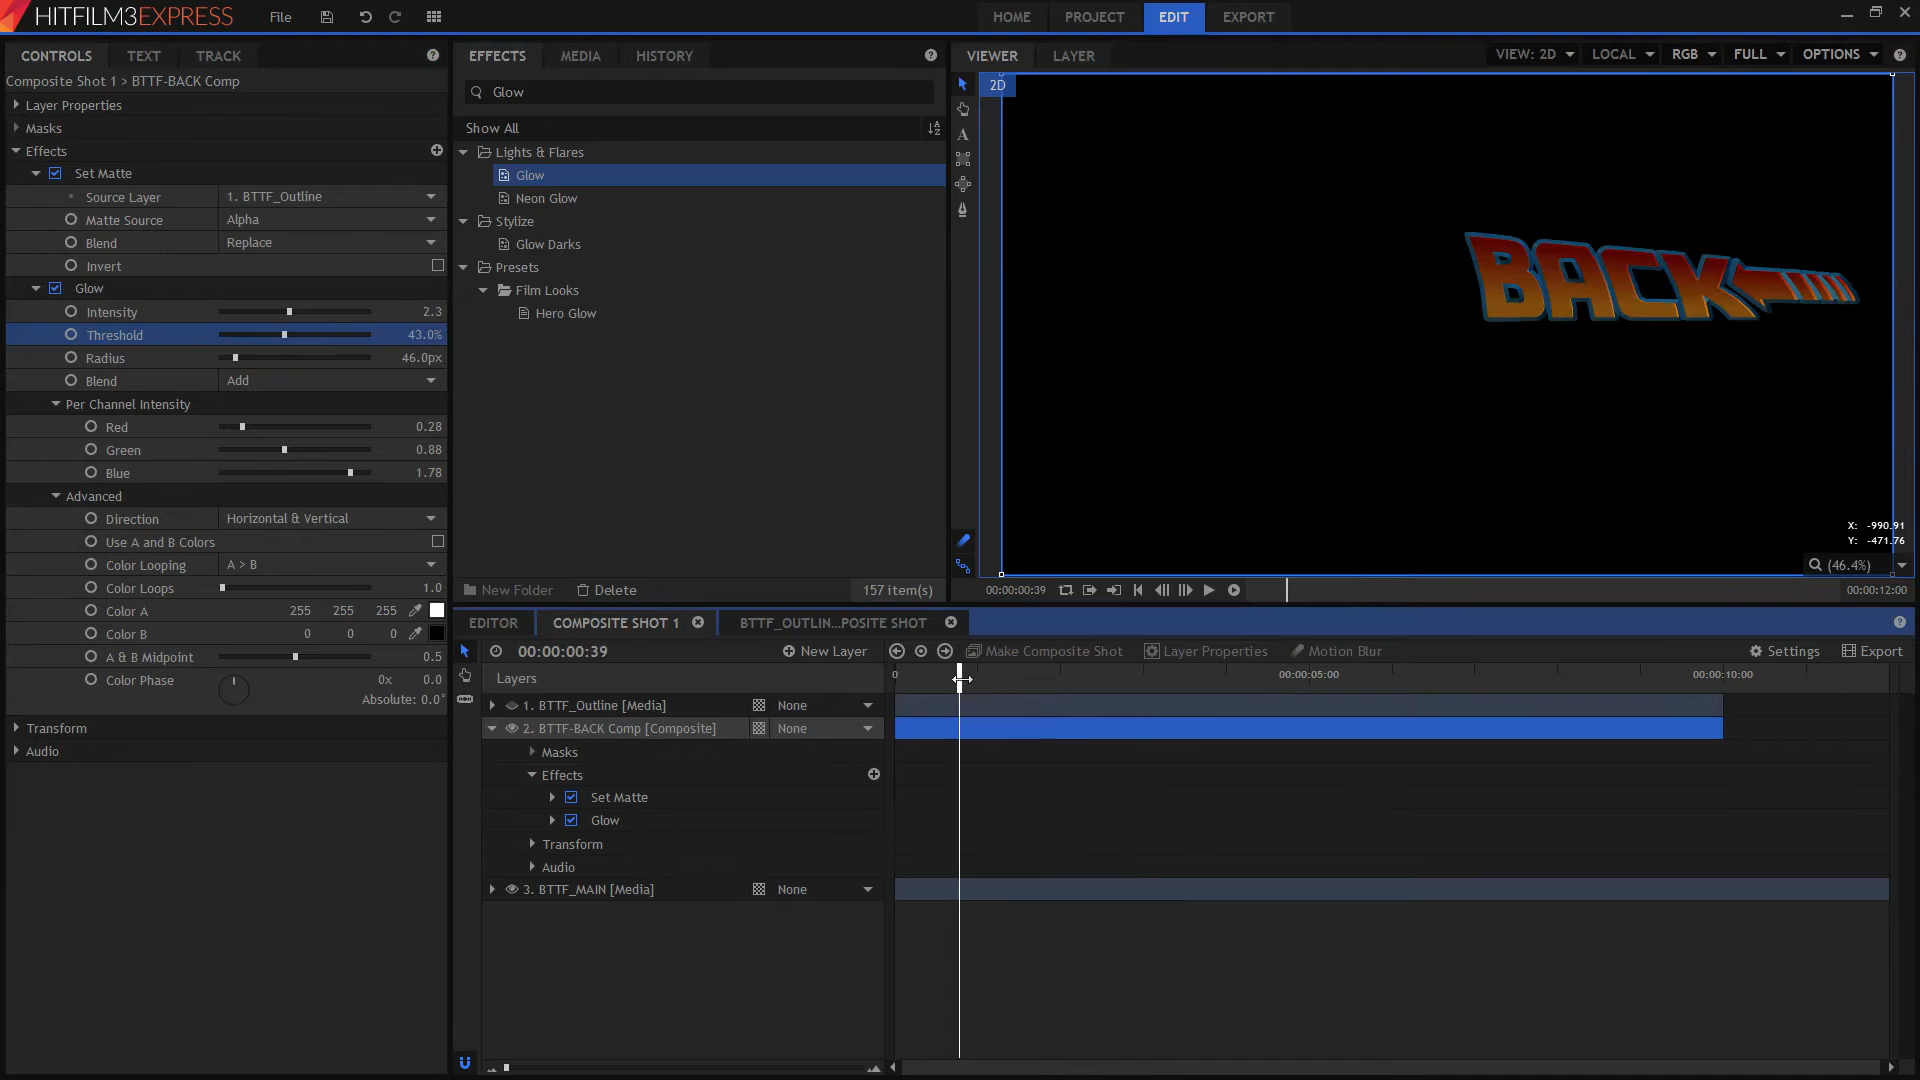 HITFILM3EXPRESS File HOME PROJECT EDIT EXPORT
CONTROLS TEXT TRACK
Composite Shot 1 > BTTF-BACK Comp
Layer Properties
Masks
Effects
Set Matte
Source Layer 1. BTTF_Outline
Matte Source Alpha
Blend Replace
Invert
Glow
Intensity 2.3
Threshold 43.0%
Radius 46.0px
Blend Add
Per Channel Intensity
Red 0.28
Green 0.88
Blue 1.78
Advanced
Direction Horizontal & Vertical
Use A and B Colors
Color Looping A > B
Color Loops 1.0
Color A 255 255 255
Color B 0 0 0
A & B Midpoint 0.5
Color Phase 0x 0.0
Absolute: 0.0°
Transform
Audio
EFFECTS MEDIA HISTORY
Glow
Show All
Lights & Flares
Glow
Neon Glow
Stylize
Glow Darks
Presets
Film Looks
Hero Glow
New Folder Delete 157 item(s)
VIEWER LAYER VIEW: 2D LOCAL RGB FULL OPTIONS
2D
BACK
X: -990.91
Y: -471.76
(46.4%)
00:00:00:39 00:00:12:00
EDITOR COMPOSITE SHOT 1 BTTF_OUTLIN...POSITE SHOT
00:00:00:39 New Layer Make Composite Shot Layer Properties Motion Blur Settings Export
Layers 0 00:00:05:00 00:00:10:00
1. BTTF_Outline [Media] None
2. BTTF-BACK Comp [Composite] None
Masks
Effects
Set Matte
Glow
Transform
Audio
3. BTTF_MAIN [Media] None